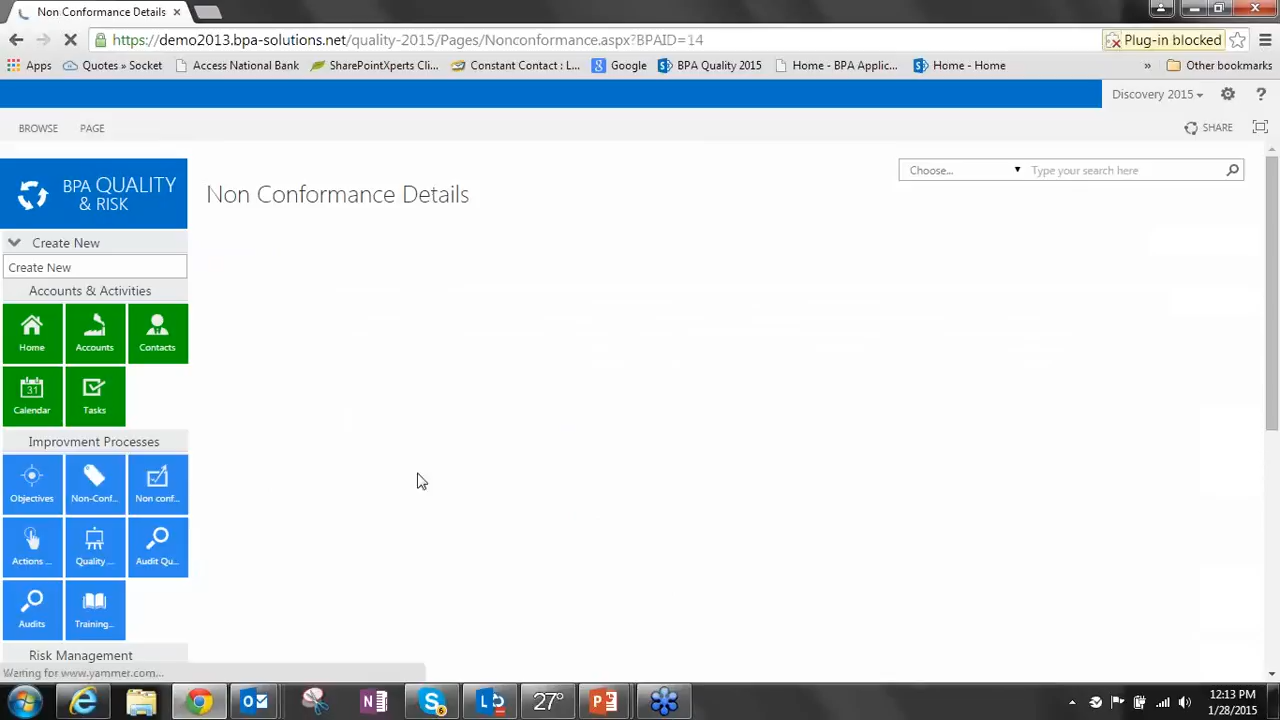 Non Conformance Details
https://demo2013.bpa-solutions.net/quality-2015/Pages/Nonconformance.aspx?BPAID=14
Plug-in blocked
Apps
Quotes » Socket
Access National Bank
SharePointXperts Cli...
Constant Contact : L...
Google
BPA Quality 2015
Home - BPA Applic...
Home - Home
»
Other bookmarks
Discovery 2015
?
BROWSE
PAGE
SHARE
BPA QUALITY
& RISK
Non Conformance Details
Choose...
Type your search here
Create New
Create New
Accounts & Activities
Home
Accounts
Contacts
31
Calendar
Tasks
Improvment Processes
Objectives
Non-Conf...
Non conf...
Actions ...
Quality ...
Audit Qu...
Audits
Training...
Risk Management
Waiting for www.yammer.com...
6
27°
12:13 PM
1/28/2015